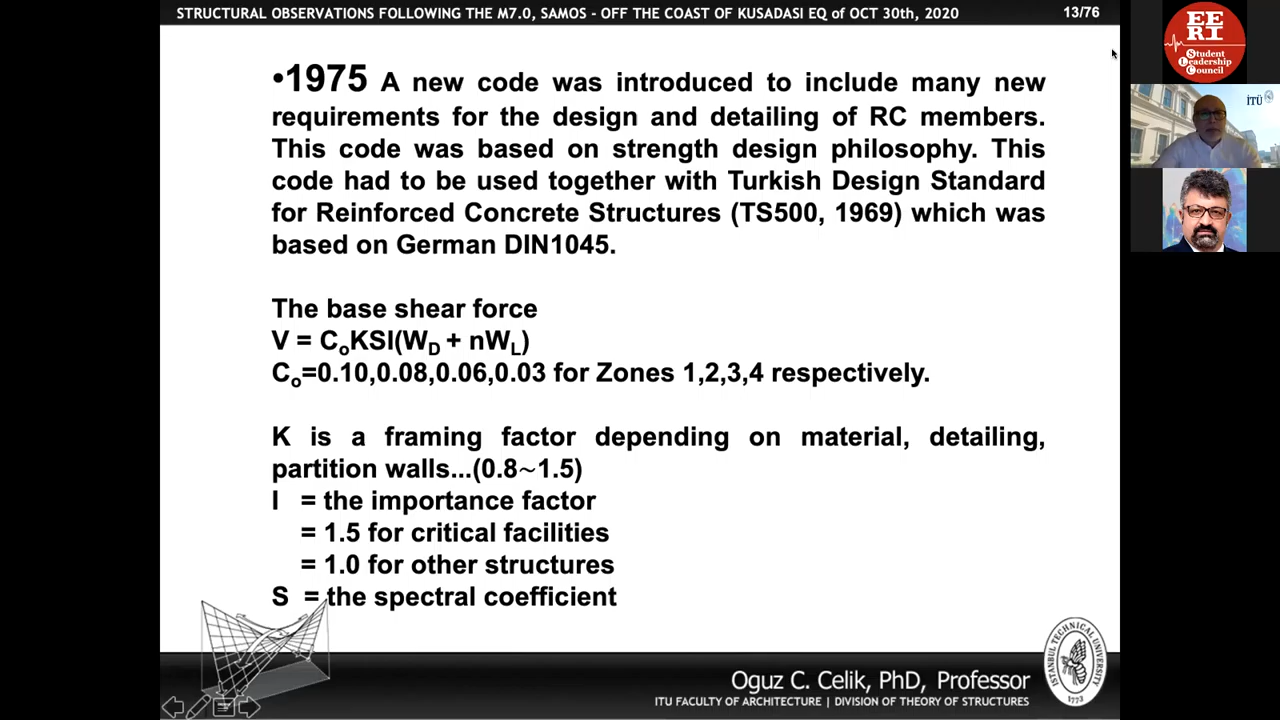 STRUCTURAL OBSERVATIONS FOLLOWING THE M7.0, SAMOS - OFF THE COAST OF KUSADASI EQ of OCT 30th, 2020
13/76
•1975 A new code was introduced to include many new
requirements for the design and detailing of RC members.
This code was based on strength design philosophy. This
code had to be used together with Turkish Design Standard
for Reinforced Concrete Structures (TS500, 1969) which was
based on German DIN1045.
The base shear force
V = CₒKSI(W_D + nW_L)
Cₒ=0.10,0.08,0.06,0.03 for Zones 1,2,3,4 respectively.
K is a framing factor depending on material, detailing,
partition walls...(0.8~1.5)
I = the importance factor
= 1.5 for critical facilities
= 1.0 for other structures
S = the spectral coefficient
Oguz C. Celik, PhD, Professor
ITU FACULTY OF ARCHITECTURE | DIVISION OF THEORY OF STRUCTURES
ISTANBUL TECHNICAL UNIVERSITY
1773
EERI
Student
Leadership
Council
İTÜ